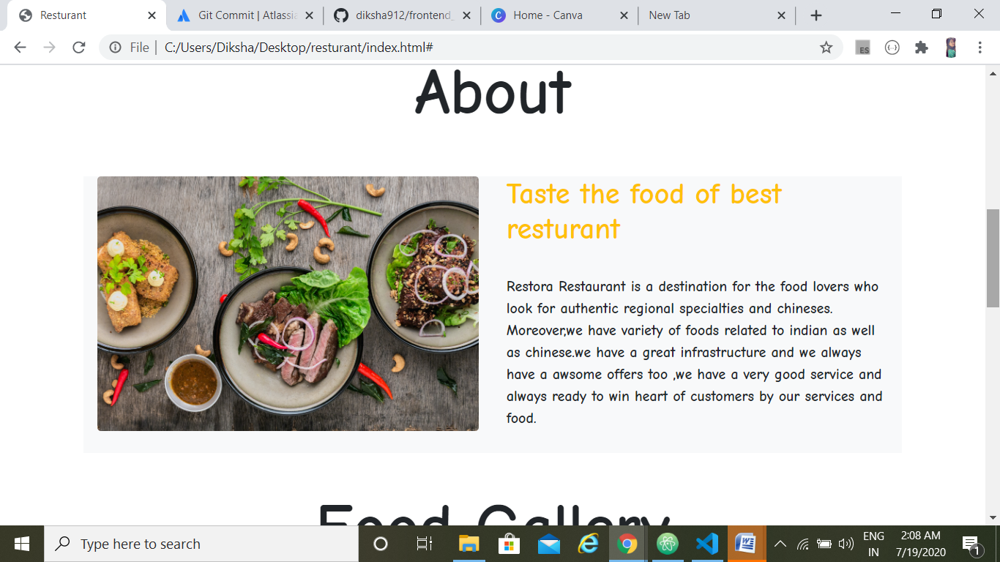 Resturant
Git Commit | Atlassia
diksha912/frontend_
Home - Canva
New Tab
File
C:/Users/Diksha/Desktop/resturant/index.html#
ES
About
Taste the food of best
resturant
Restora Restaurant is a destination for the food lovers who
look for authentic regional specialties and chineses.
Moreover,we have variety of foods related to indian as well
as chinese.we have a great infrastructure and we always
have a awsome offers too ,we have a very good service and
always ready to win heart of customers by our services and
food.
Food Gallery
Type here to search
ENG
IN
2:08 AM
7/19/2020
1